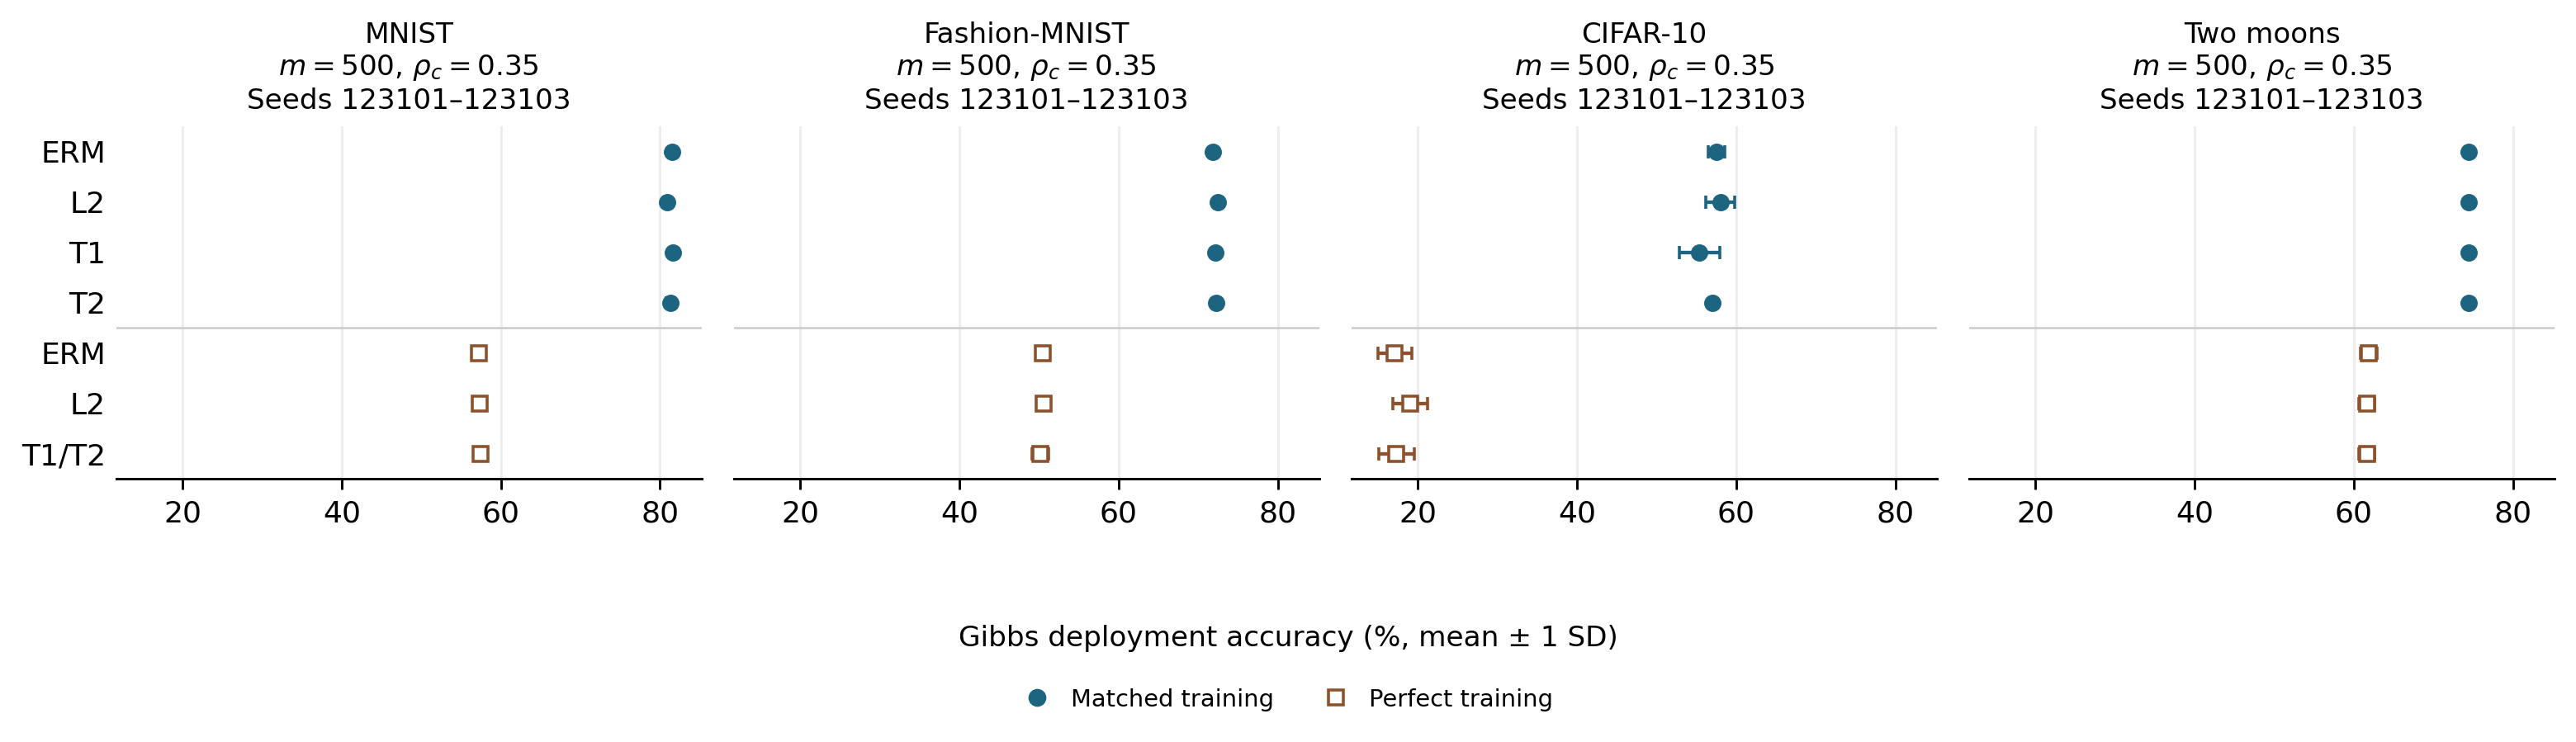 MNIST
m = 500, ρc = 0.35
Seeds 123101–123103
Fashion-MNIST
m = 500, ρc = 0.35
Seeds 123101–123103
CIFAR-10
m = 500, ρc = 0.35
Seeds 123101–123103
Two moons
m = 500, ρc = 0.35
Seeds 123101–123103
ERM
L2
T1
T2
ERM
L2
T1/T2
20 40 60 80
20 40 60 80
20 40 60 80
20 40 60 80
Gibbs deployment accuracy (%, mean ± 1 SD)
Matched training
Perfect training